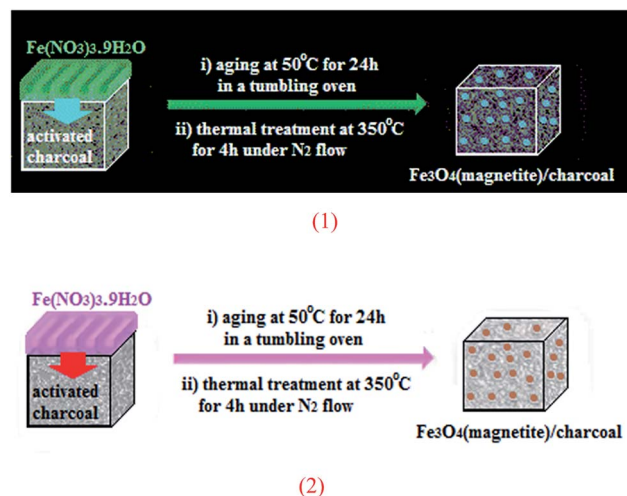 Fe(NO3)3.9H2O
i) aging at 50°C for 24h
in a tumbling oven
activated
charcoal
ii) thermal treatment at 350°C
for 4h under N2 flow
Fe3O4(magnetite)/charcoal
(1)
Fe(NO3)3.9H2O
i) aging at 50°C for 24h
in a tumbling oven
activated
charcoal
ii) thermal treatment at 350°C
for 4h under N2 flow
Fe3O4(magnetite)/charcoal
(2)